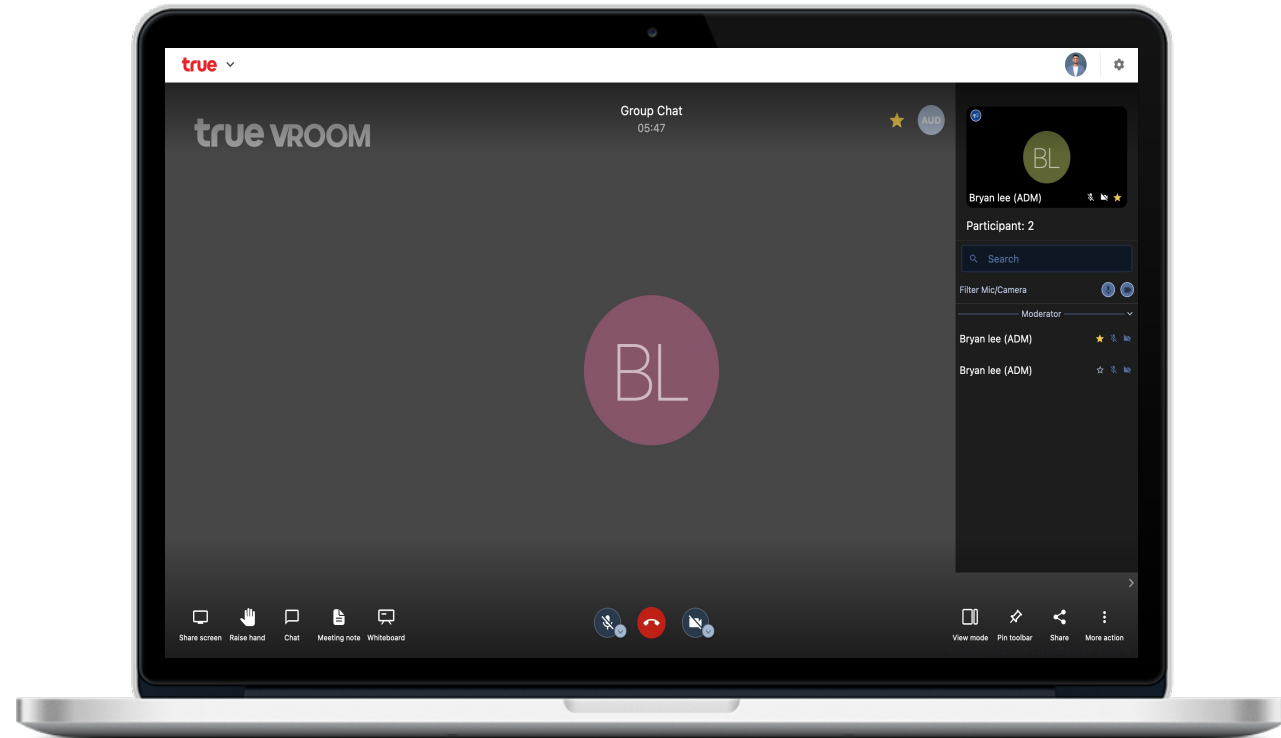 true
true VROOM
Group Chat
05:47
AUD
BL
Bryan lee (ADM)
Participant: 2
Search
Filter Mic/Camera
Moderator
Bryan lee (ADM)
Bryan lee (ADM)
BL
Share screen
Raise hand
Chat
Meeting note
Whiteboard
View mode
Pin toolbar
Share
More action